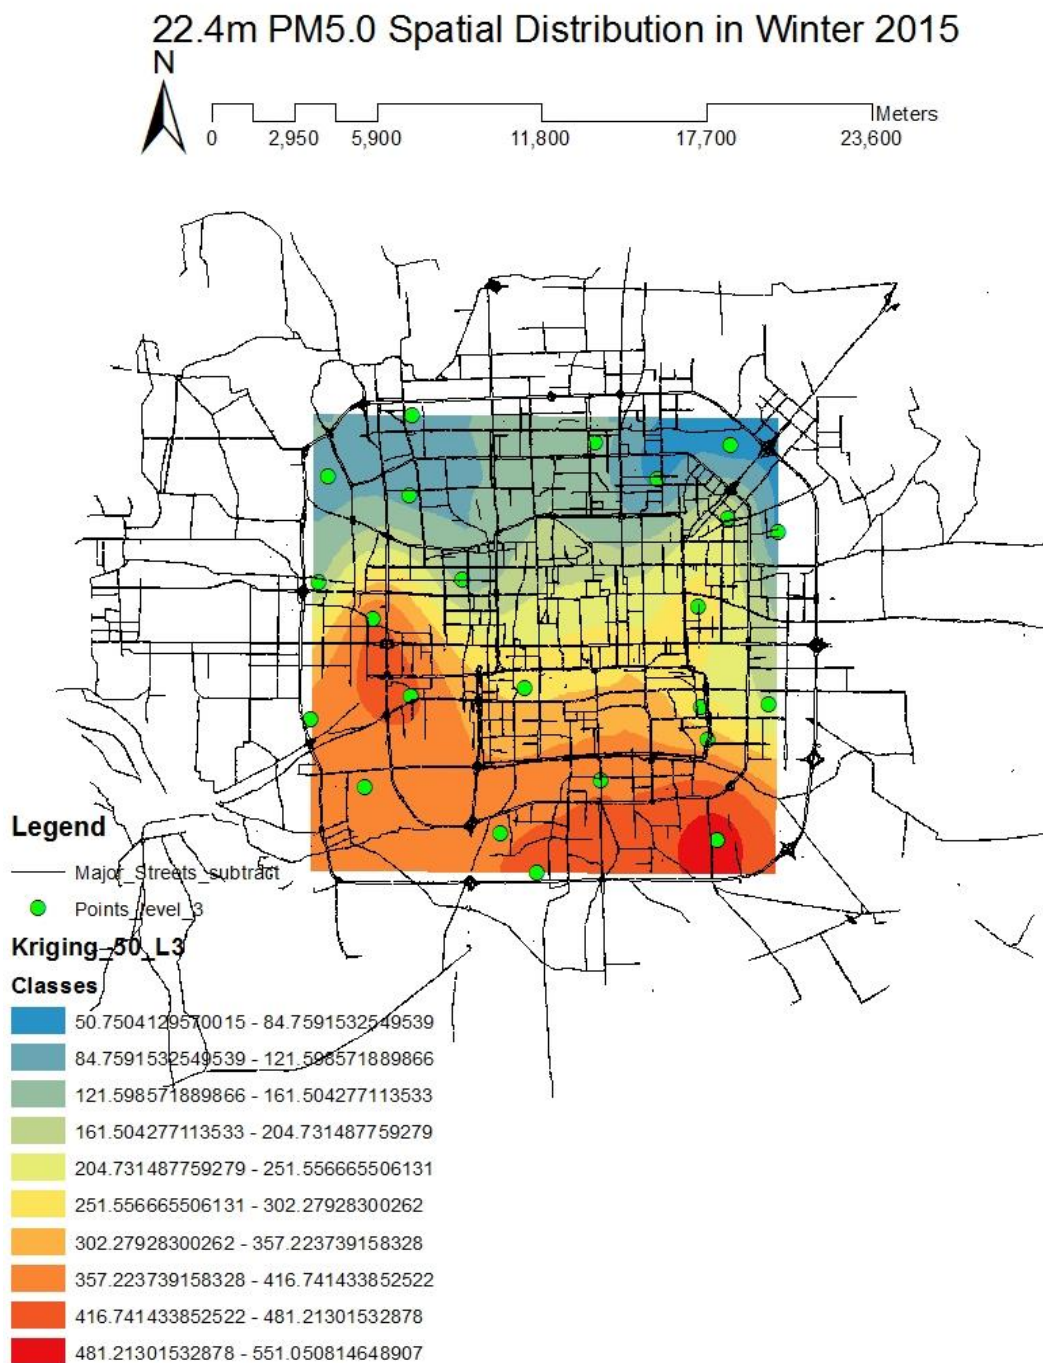 22.4m PM5.0 Spatial Distribution in Winter 2015
N
Meters
0 2,950 5,900 11,800 17,700 23,600
Legend
Major_Streets_subtract
Points_level_3
Kriging_50_L3
Classes
50.7504129570015 - 84.7591532549539
84.7591532549539 - 121.598571889866
121.598571889866 - 161.504277113533
161.504277113533 - 204.731487759279
204.731487759279 - 251.556665506131
251.556665506131 - 302.27928300262
302.27928300262 - 357.223739158328
357.223739158328 - 416.741433852522
416.741433852522 - 481.21301532878
481.21301532878 - 551.050814648907